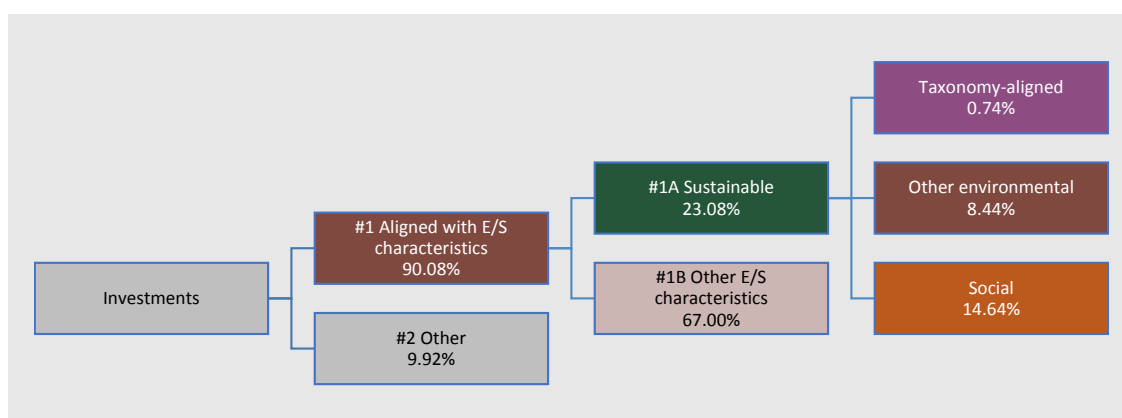 Investments
#1 Aligned with E/S
characteristics
90.08%
#2 Other
9.92%
#1A Sustainable
23.08%
#1B Other E/S
characteristics
67.00%
Taxonomy-aligned
0.74%
Other environmental
8.44%
Social
14.64%